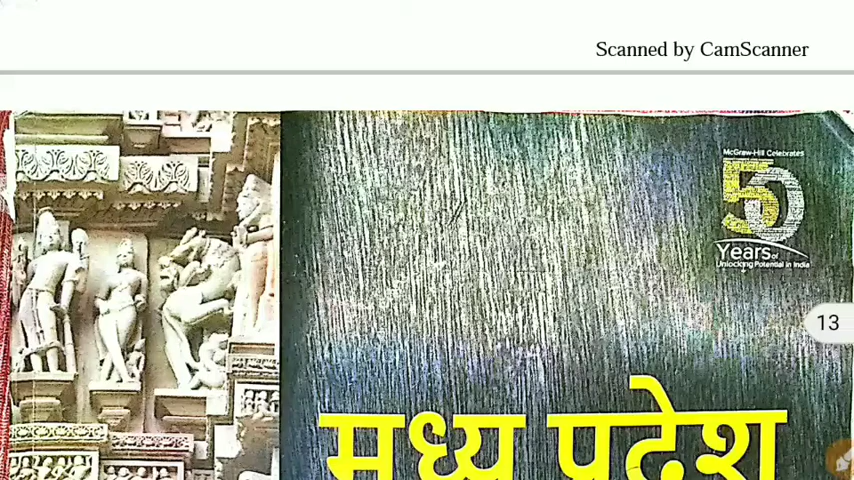 Scanned by CamScanner
McGraw-Hill Celebrates
50
Years of
Unlocking Potential in India
13
मध्य प्रदेश